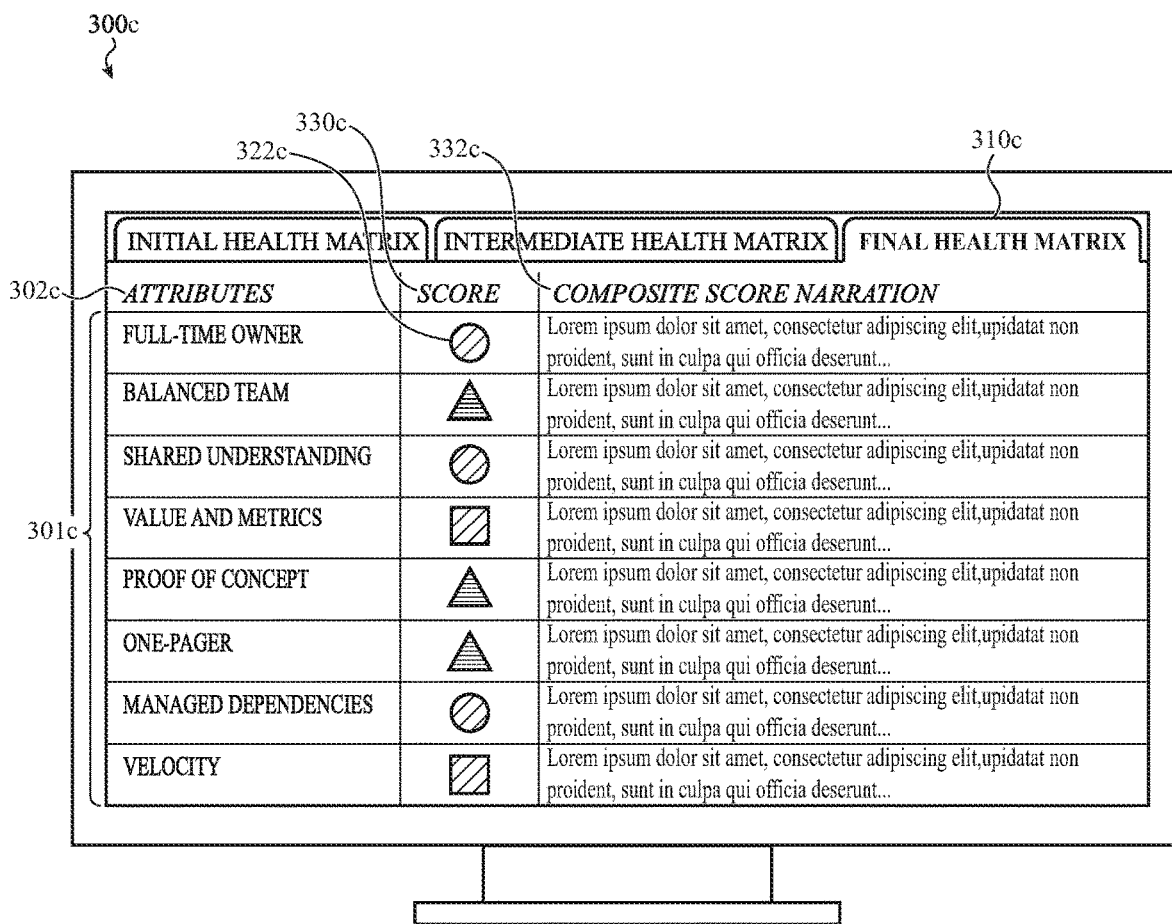 300c
330c
322c
332c
310c
INITIAL HEALTH MATRIX INTERMEDIATE HEALTH MATRIX FINAL HEALTH MATRIX
302c ATTRIBUTES SCORE COMPOSITE SCORE NARRATION
FULL-TIME OWNER
Lorem ipsum dolor sit amet, consectetur adipiscing elit,upidatat non
proident, sunt in culpa qui officia deserunt...
BALANCED TEAM
Lorem ipsum dolor sit amet, consectetur adipiscing elit,upidatat non
proident, sunt in culpa qui officia deserunt...
SHARED UNDERSTANDING
Lorem ipsum dolor sit amet, consectetur adipiscing elit,upidatat non
proident, sunt in culpa qui officia deserunt...
301c
VALUE AND METRICS
Lorem ipsum dolor sit amet, consectetur adipiscing elit,upidatat non
proident, sunt in culpa qui officia deserunt...
PROOF OF CONCEPT
Lorem ipsum dolor sit amet, consectetur adipiscing elit,upidatat non
proident, sunt in culpa qui officia deserunt...
ONE-PAGER
Lorem ipsum dolor sit amet, consectetur adipiscing elit,upidatat non
proident, sunt in culpa qui officia deserunt...
MANAGED DEPENDENCIES
Lorem ipsum dolor sit amet, consectetur adipiscing elit,upidatat non
proident, sunt in culpa qui officia deserunt...
VELOCITY
Lorem ipsum dolor sit amet, consectetur adipiscing elit,upidatat non
proident, sunt in culpa qui officia deserunt...